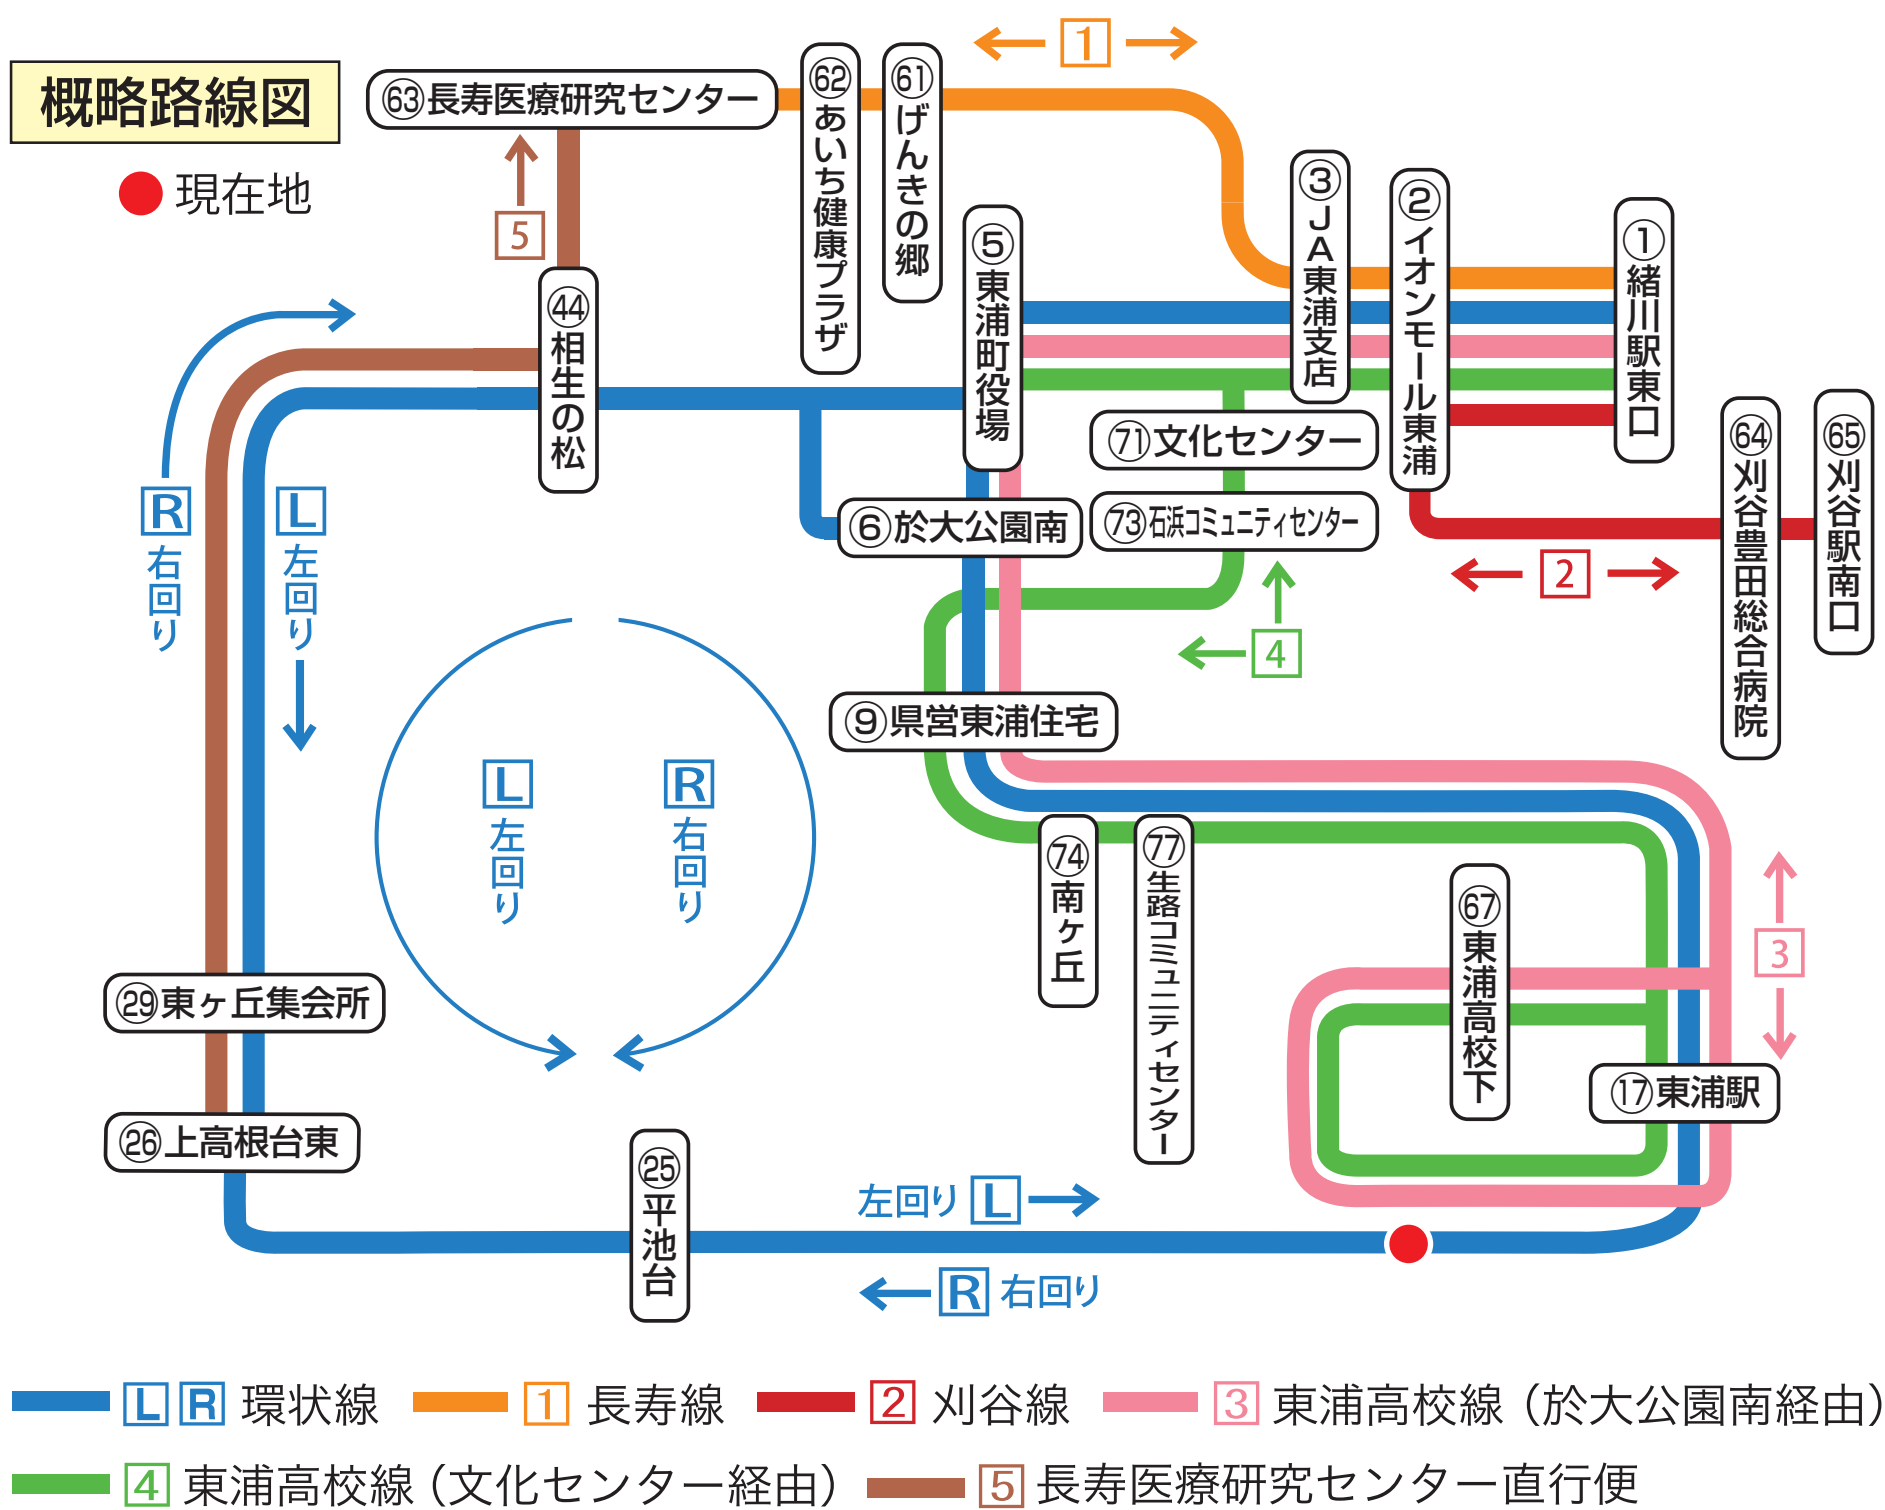 概略路線図
現在地
1
㊿長寿医療研究センター
62あいち健康プラザ
61げんきの郷
5
③JA東浦支店
②イオンモール東浦
①緒川駅東口
⑤東浦町役場
㊹相生の松
64刈谷豊田総合病院
65刈谷駅南口
71文化センター
73石浜コミュニティセンター
⑥於大公園南
R
右回り
L
左回り
2
4
⑨県営東浦住宅
L
左回り
R
右回り
74南ヶ丘
77生路コミュニティセンター
67東浦高校下
3
㉙東ヶ丘集会所
⑰東浦駅
㉖上高根台東
㉕平池台
左回り L
R 右回り
L R 環状線
1 長寿線
2 刈谷線
3 東浦高校線(於大公園南経由)
4 東浦高校線(文化センター経由)
5 長寿医療研究センター直行便